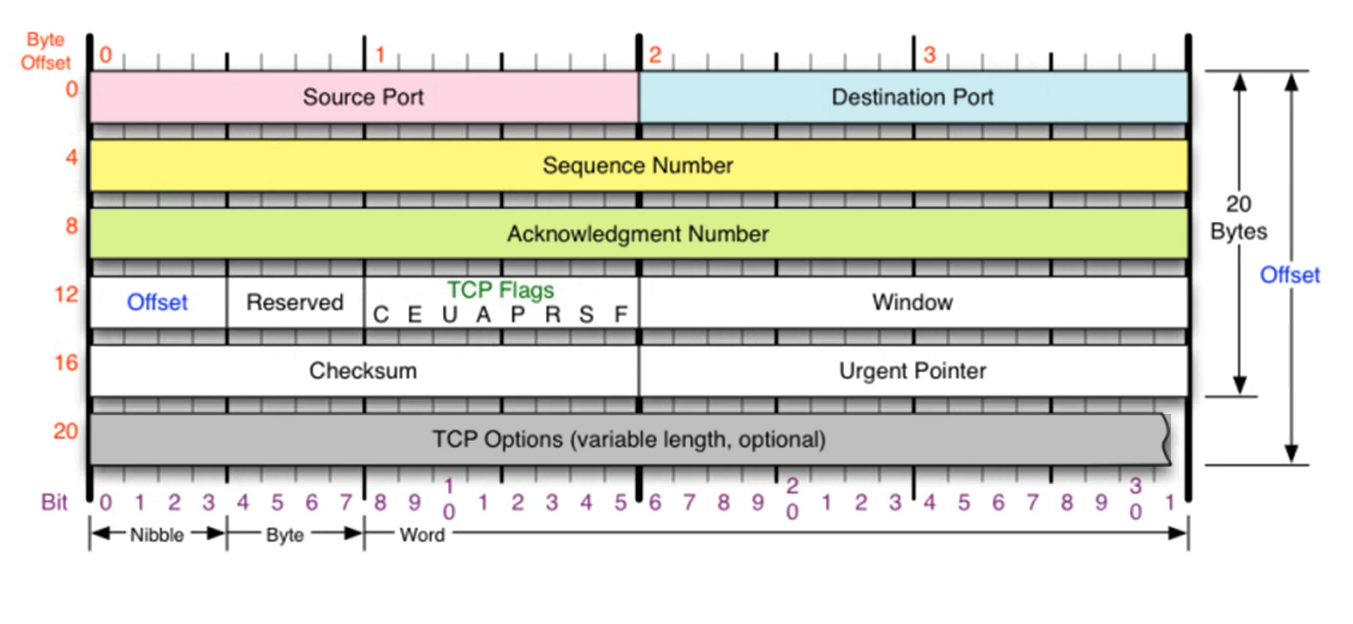 Byte
Offset
0 1 2 3
0 Source Port Destination Port
4 Sequence Number
8 Acknowledgment Number
20
Bytes
Offset
12 Offset Reserved TCP Flags Window
C E U A P R S F
16 Checksum Urgent Pointer
20 TCP Options (variable length, optional)
Bit 0 1 2 3 4 5 6 7 8 9 10 1 2 3 4 5 6 7 8 9 20 1 2 3 4 5 6 7 8 9 30 1
Nibble Byte Word